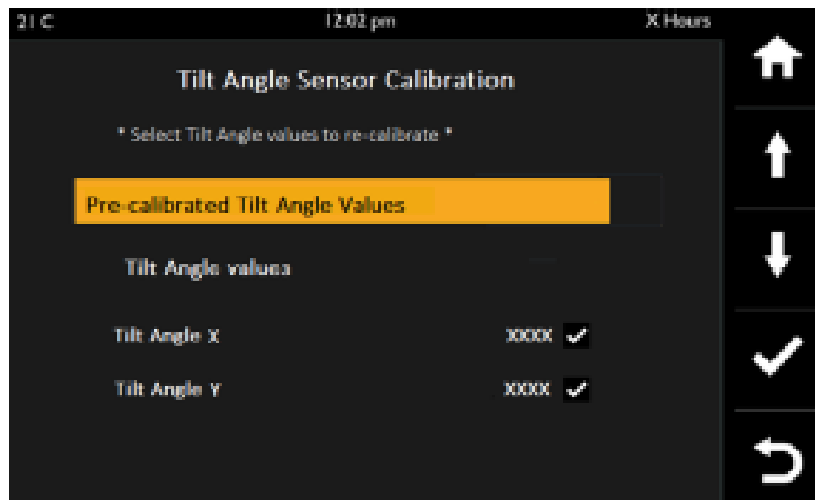 21 C 12:02 pm X Hours
Tilt Angle Sensor Calibration
* Select Tilt Angle values to re-calibrate *
Pre-calibrated Tilt Angle Values
Tilt Angle values
Tilt Angle X XXXX
Tilt Angle Y XXXX